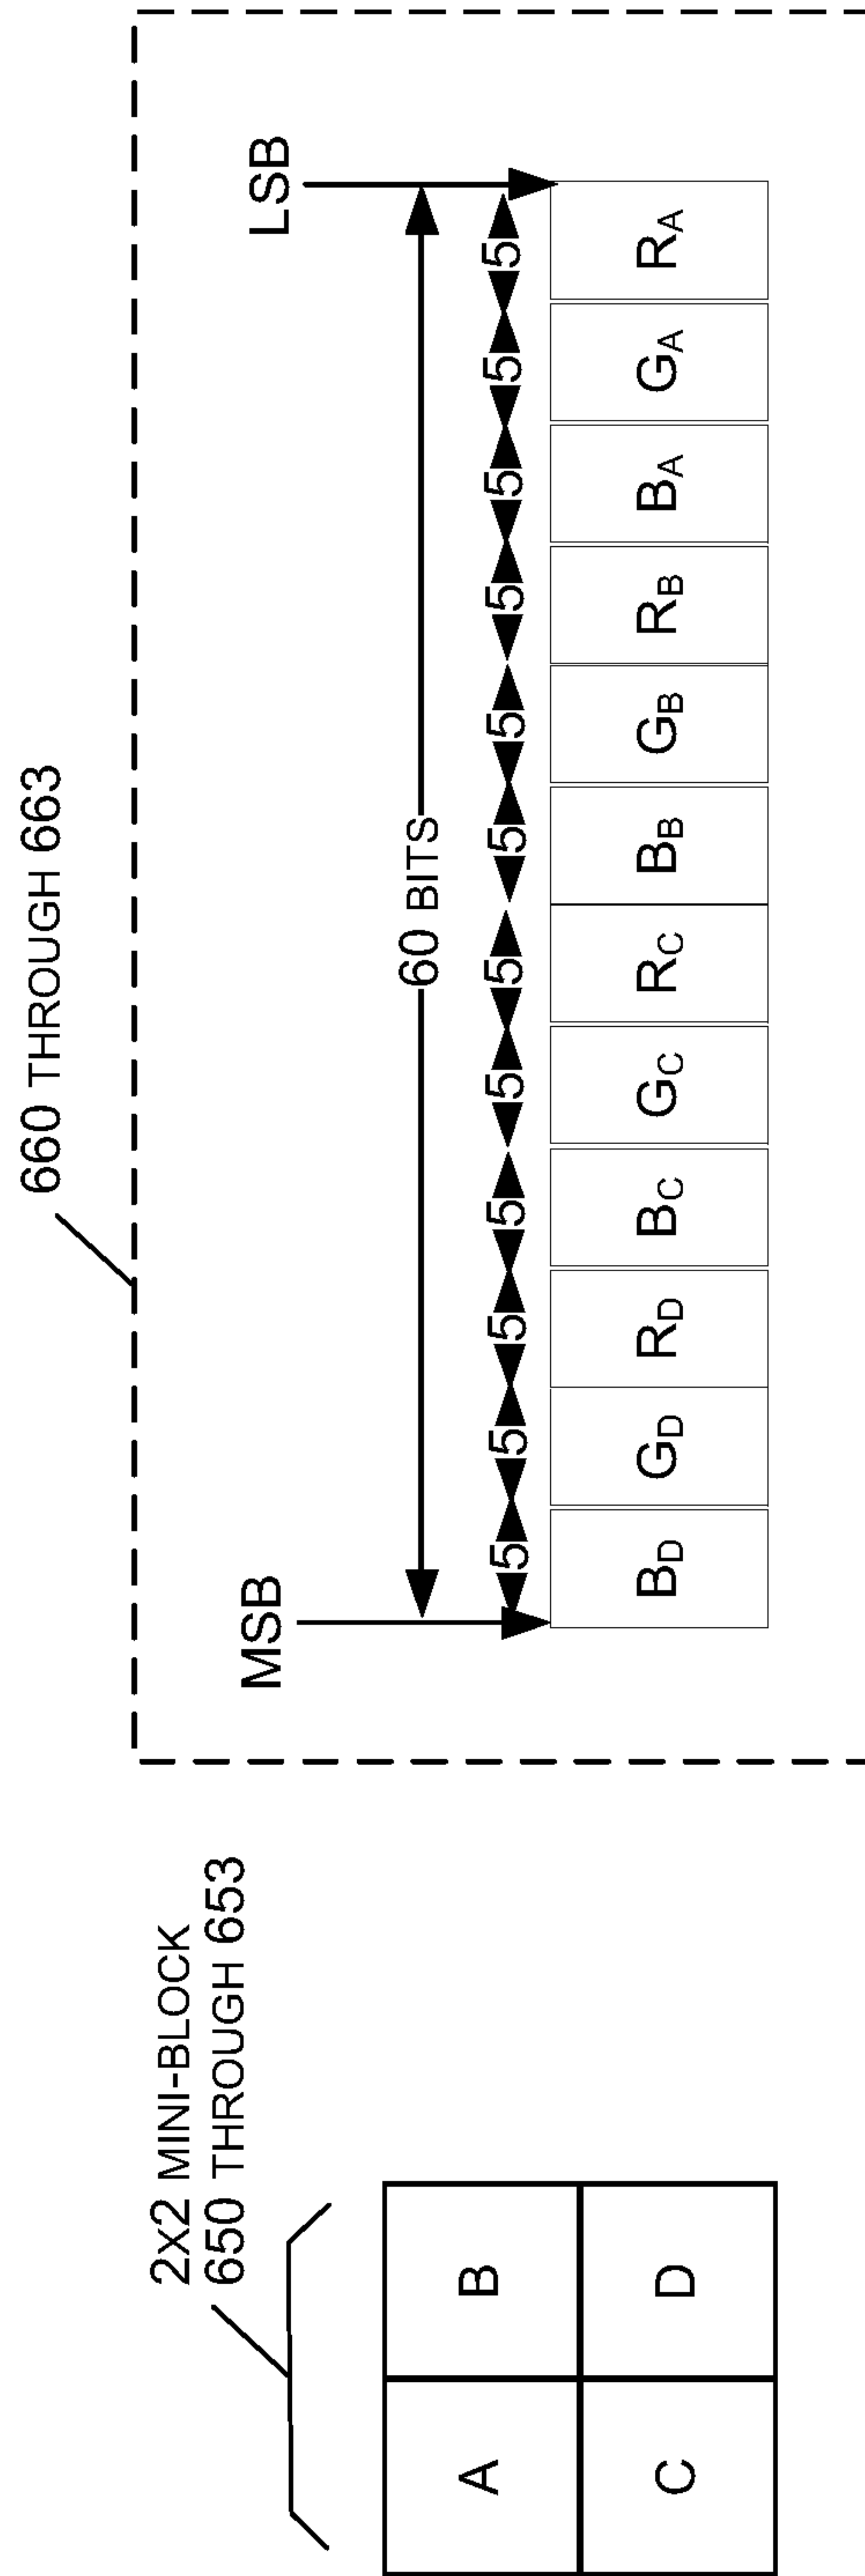 2X2 MINI-BLOCK
650 THROUGH 653
A B
C D
660 THROUGH 663
MSB LSB
60 BITS
5 5 5 5 5 5 5 5 5 5 5 5
BD GD RD BC GC RC BB GB RB BA GA RA